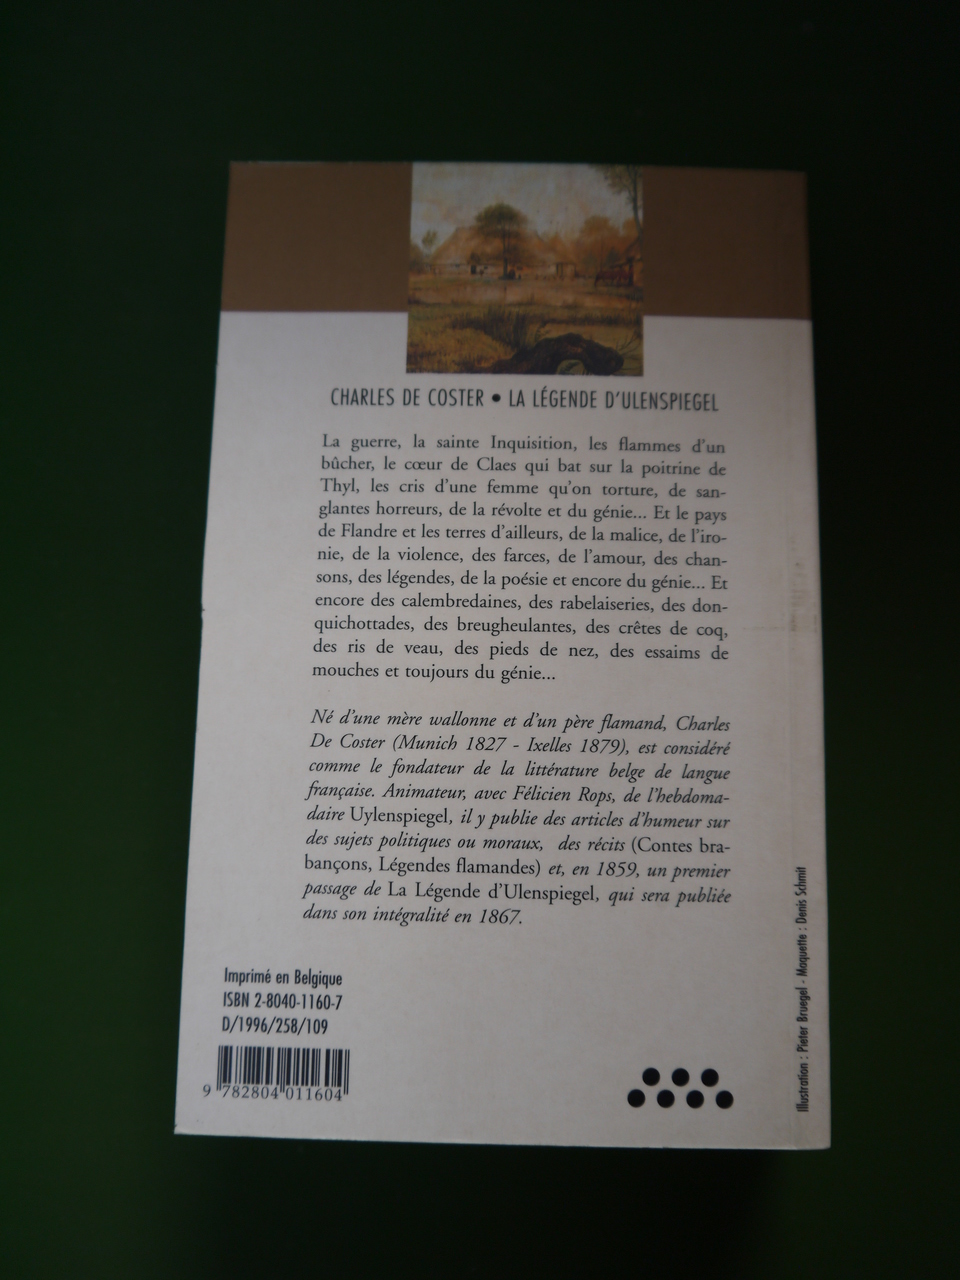 CHARLES DE COSTER • LA LÉGENDE D'ULENSPIEGEL
La guerre, la sainte Inquisition, les flammes d'un
bûcher, le cœur de Claes qui bat sur la poitrine de
Thyl, les cris d'une femme qu'on torture, de san-
glantes horreurs, de la révolte et du génie... Et le pays
de Flandre et les terres d'ailleurs, de la malice, de l'iro-
nie, de la violence, des farces, de l'amour, des chan-
sons, des légendes, de la poésie et encore du génie... Et
encore des calembredaines, des rabelaiseries, des don-
quichottades, des breugheulantes, des crêtes de coq,
des ris de veau, des pieds de nez, des essaims de
mouches et toujours du génie...
Né d'une mère wallonne et d'un père flamand, Charles
De Coster (Munich 1827 - Ixelles 1879), est considéré
comme le fondateur de la littérature belge de langue
française. Animateur, avec Félicien Rops, de l'hebdoma-
daire Uylenspiegel, il y publie des articles d'humeur sur
des sujets politiques ou moraux, des récits (Contes bra-
bançons, Légendes flamandes) et, en 1859, un premier
passage de La Légende d'Ulenspiegel, qui sera publiée
dans son intégralité en 1867.
Imprimé en Belgique
ISBN 2-8040-1160-7
D/1996/258/109
9 782804 011604
Illustration : Pieter Bruegel - Maquette : Denis Schmit